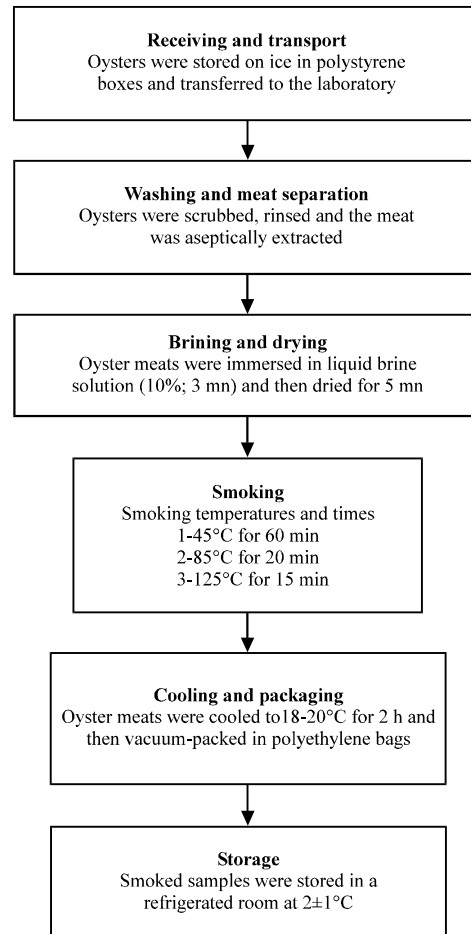 Receiving and transport
Oysters were stored on ice in polystyrene
boxes and transferred to the laboratory
Washing and meat separation
Oysters were scrubbed, rinsed and the meat
was aseptically extracted
Brining and drying
Oyster meats were immersed in liquid brine
solution (10%; 3 mn) and then dried for 5 mn
Smoking
Smoking temperatures and times
1-45°C for 60 min
2-85°C for 20 min
3-125°C for 15 min
Cooling and packaging
Oyster meats were cooled to18-20°C for 2 h and
then vacuum-packed in polyethylene bags
Storage
Smoked samples were stored in a
refrigerated room at 2±1°C